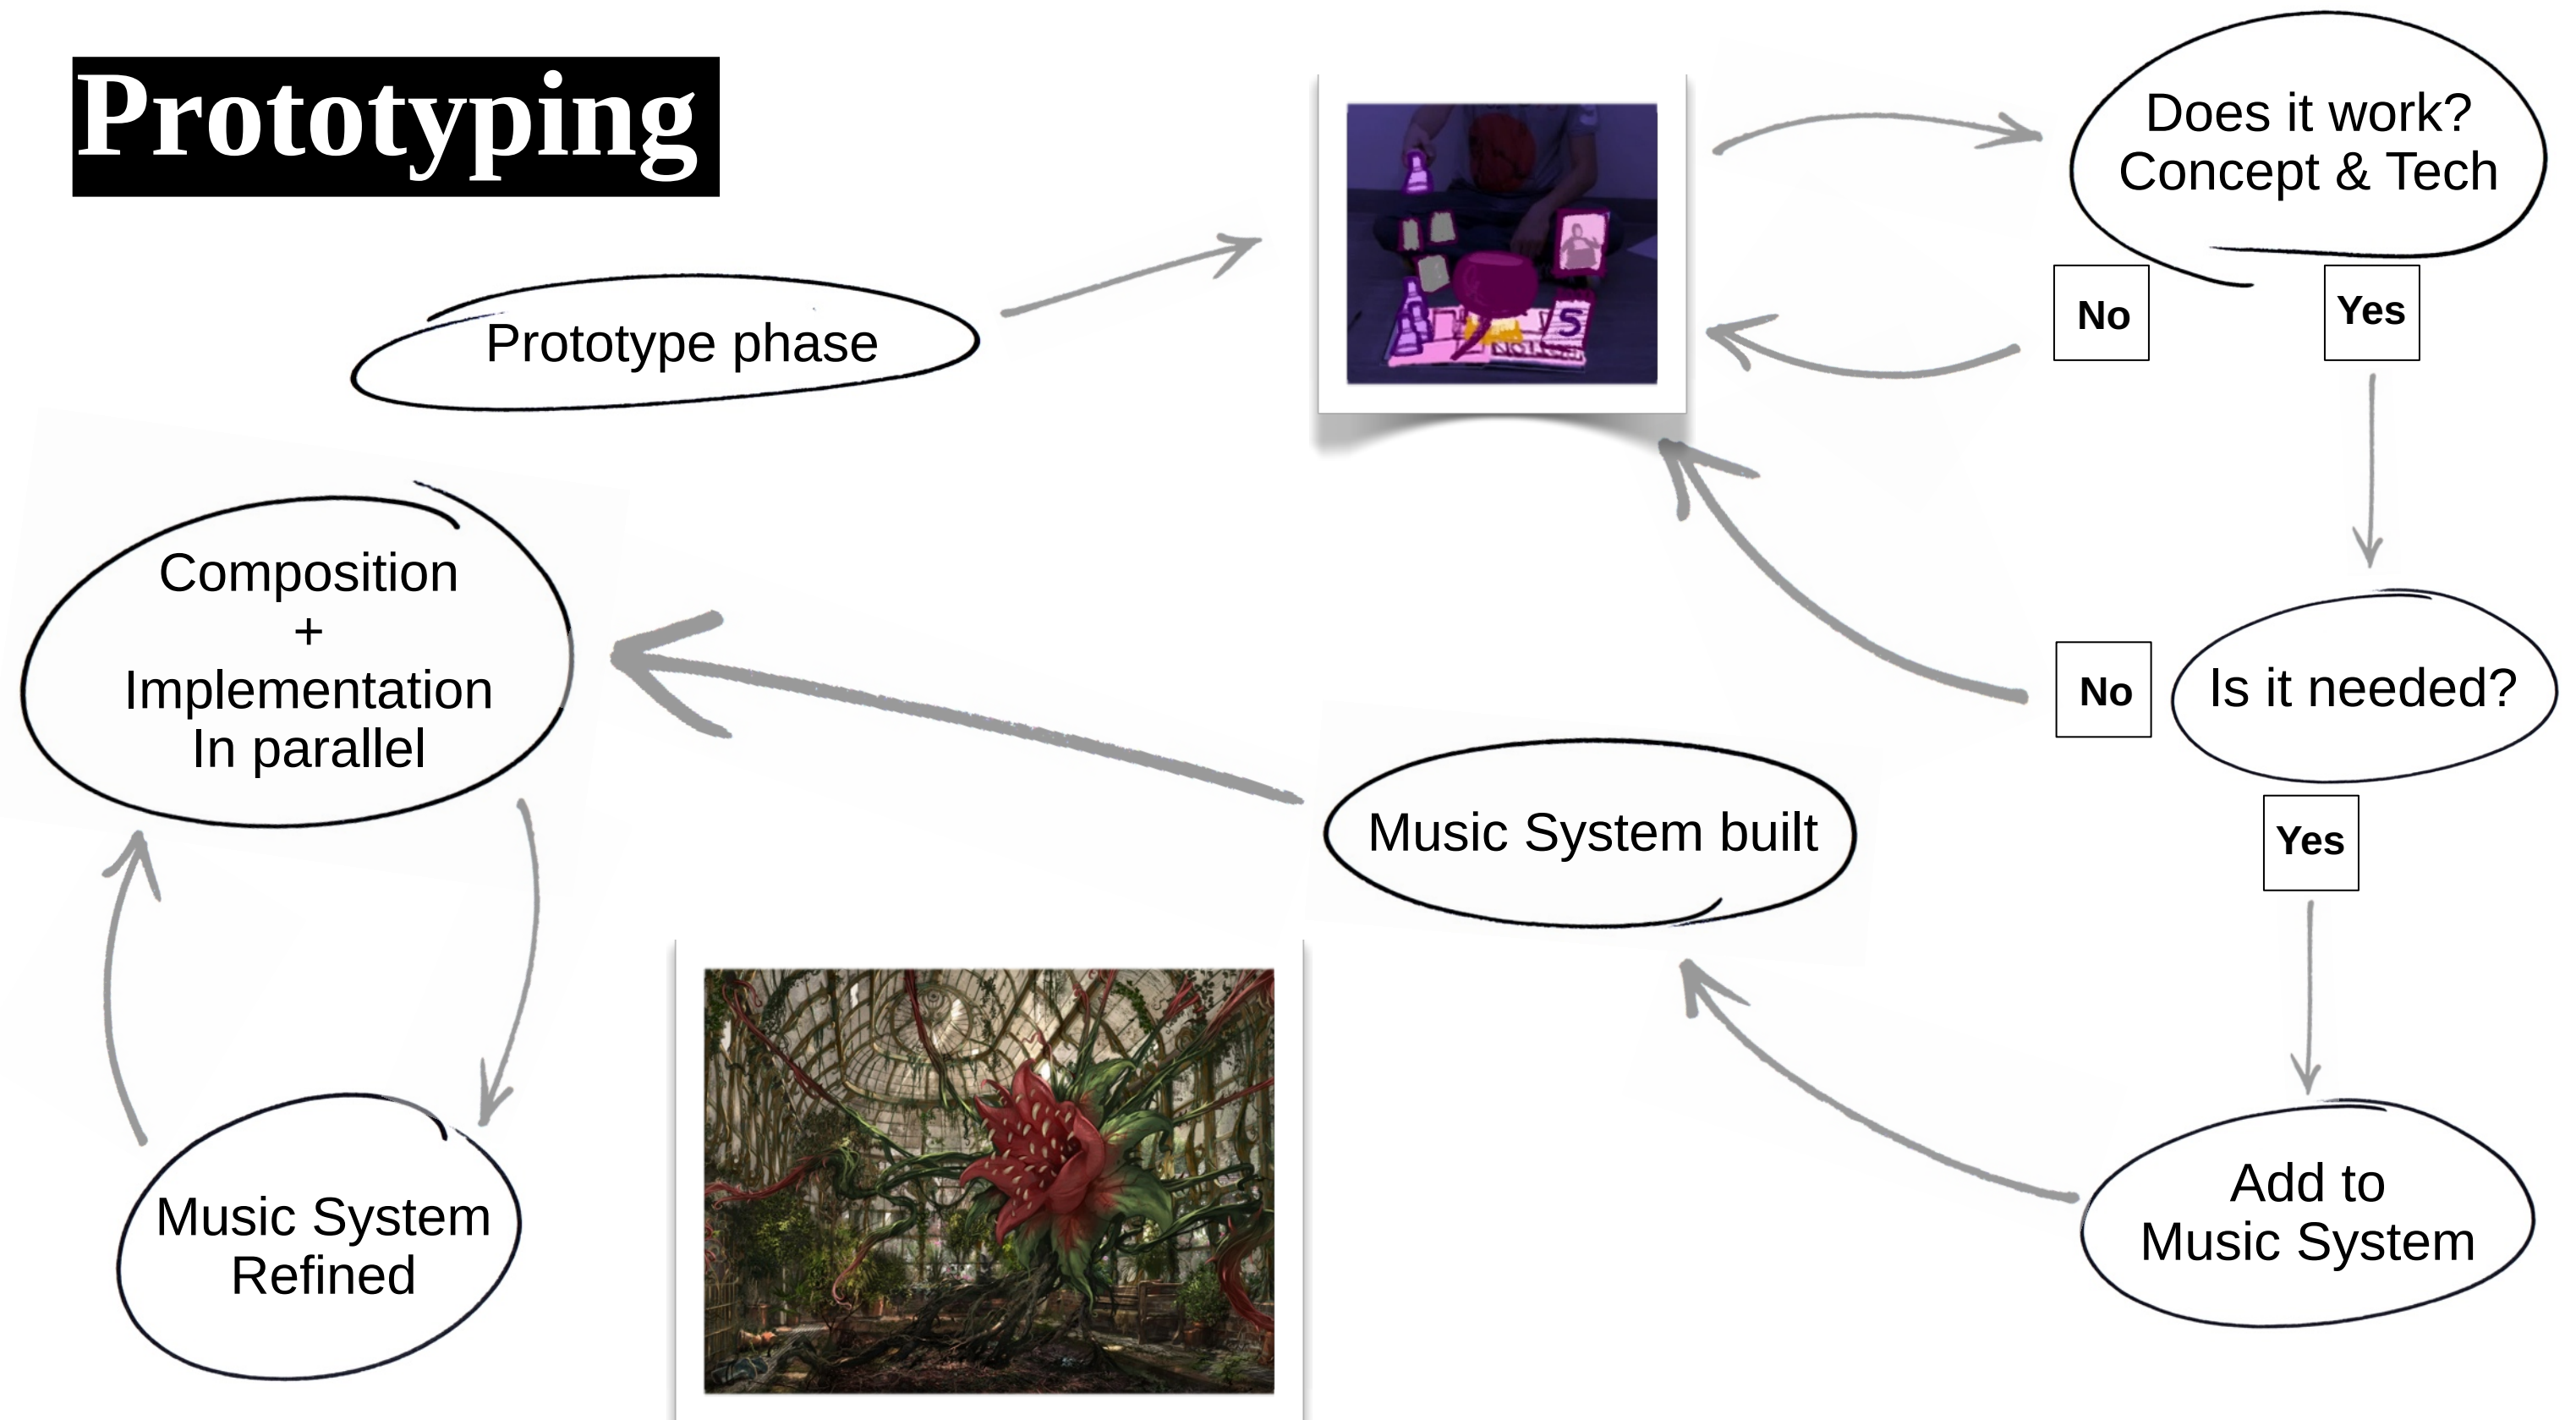 Prototyping
Prototype phase
Does it work?
Concept & Tech
No
Yes
Is it needed?
No
Yes
Add to
Music System
Music System built
Composition
+
Implementation
In parallel
Music System
Refined
5